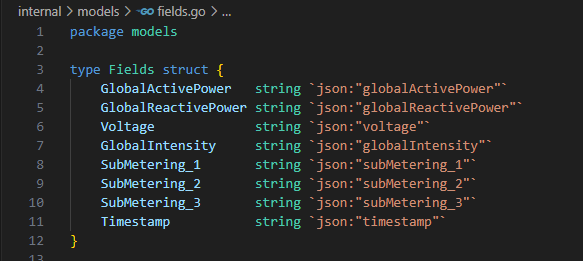 internal > models > fields.go > ...
1 package models
2
3 type Fields struct {
4 GlobalActivePower string `json:"globalActivePower"`
5 GlobalReactivePower string `json:"globalReactivePower"`
6 Voltage string `json:"voltage"`
7 GlobalIntensity string `json:"globalIntensity"`
8 SubMetering_1 string `json:"subMetering_1"`
9 SubMetering_2 string `json:"subMetering_2"`
10 SubMetering_3 string `json:"subMetering_3"`
11 Timestamp string `json:"timestamp"`
12 }